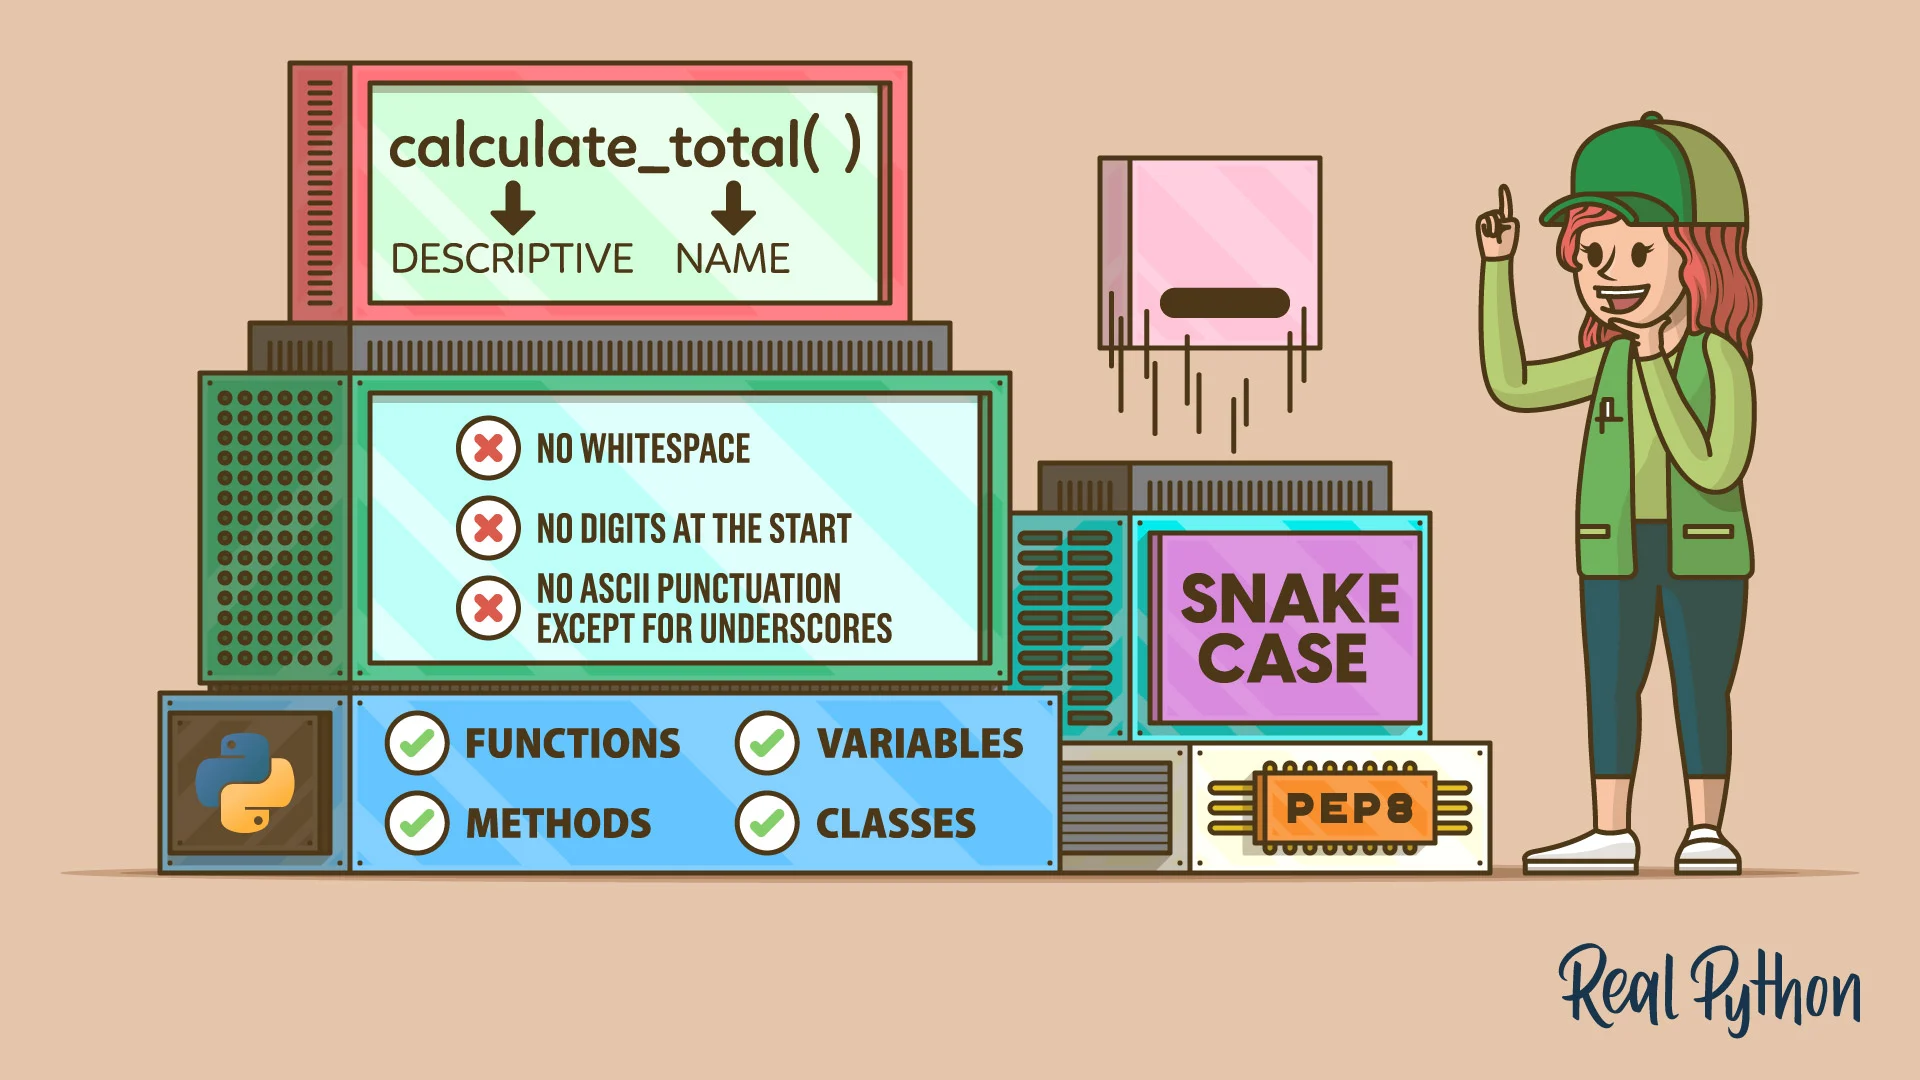 calculate_total( )
DESCRIPTIVE NAME
NO WHITESPACE
NO DIGITS AT THE START
NO ASCII PUNCTUATION
EXCEPT FOR UNDERSCORES
FUNCTIONS
VARIABLES
METHODS
CLASSES
SNAKE
CASE
PEP8
Real Python